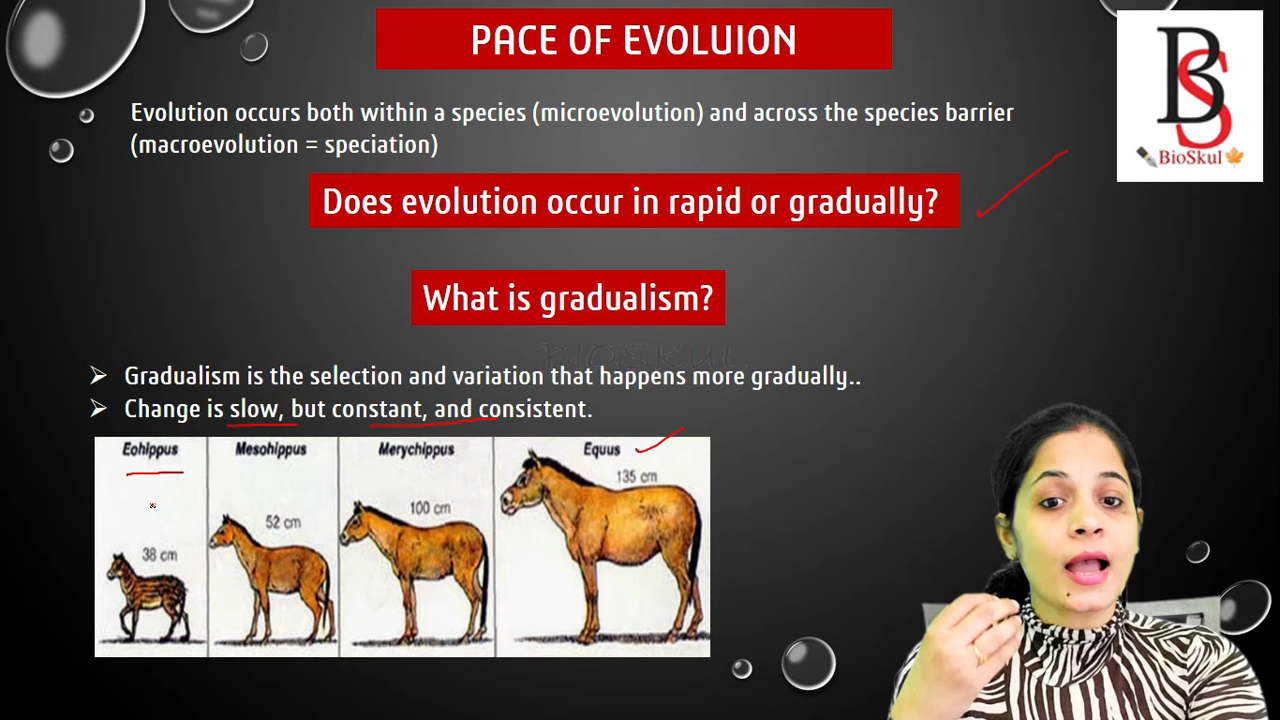 PACE OF EVOLUION
BS
BioSkul
Evolution occurs both within a species (microevolution) and across the species barrier
(macroevolution = speciation)
Does evolution occur in rapid or gradually?
What is gradualism?
BIOSKUL
Gradualism is the selection and variation that happens more gradually..
Change is slow, but constant, and consistent.
Eohippus
Mesohippus
Merychippus
Equus
38 cm
52 cm
100 cm
135 cm